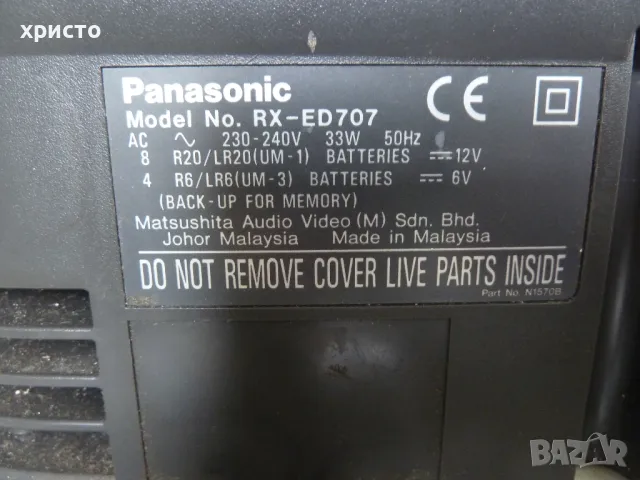 христо
Panasonic
Model No. RX-ED707
AC ∿ 230-240V 33W 50Hz
8 R20/LR20(UM-1) BATTERIES ⎓ 12V
4 R6/LR6(UM-3) BATTERIES ⎓ 6V
(BACK-UP FOR MEMORY)
Matsushita Audio Video (M) Sdn. Bhd.
Johor Malaysia Made in Malaysia
CE
DO NOT REMOVE COVER LIVE PARTS INSIDE
Part No. N1570B
BAZAR